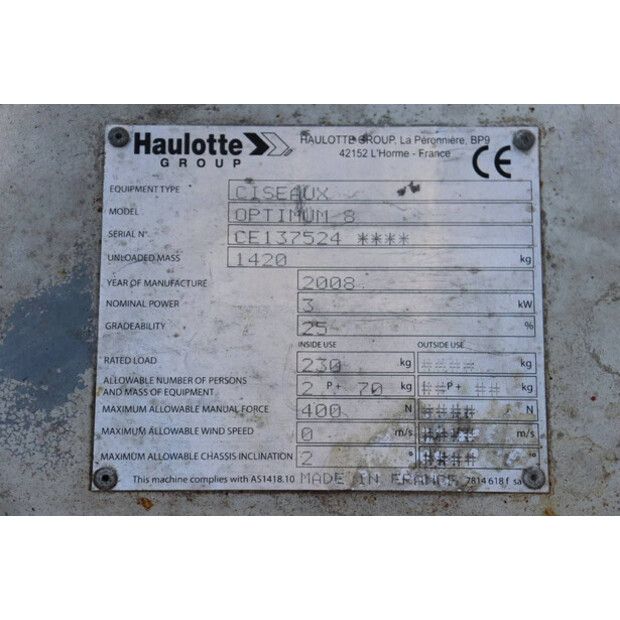 Haulotte
GROUP
HAULOTTE GROUP, La Péronnière, BP9
42152 L'Horme - France
CE
EQUIPMENT TYPE CISEAUX
MODEL OPTIMUM 8
SERIAL N°. CE137524 ****
UNLOADED MASS 1420 kg
YEAR OF MANUFACTURE 2008
NOMINAL POWER 3 kW
GRADEABILITY 25 %
INSIDE USE OUTSIDE USE
RATED LOAD 230 kg #### kg
ALLOWABLE NUMBER OF PERSONS
AND MASS OF EQUIPMENT 2 P+ 70 kg ## P+ ## kg
MAXIMUM ALLOWABLE MANUAL FORCE 400 N #### N
MAXIMUM ALLOWABLE WIND SPEED 0 m/s #### m/s
MAXIMUM ALLOWABLE CHASSIS INCLINATION 2 ° #### °
This machine complies with AS1418.10 MADE IN FRANCE 7814 618 f sa